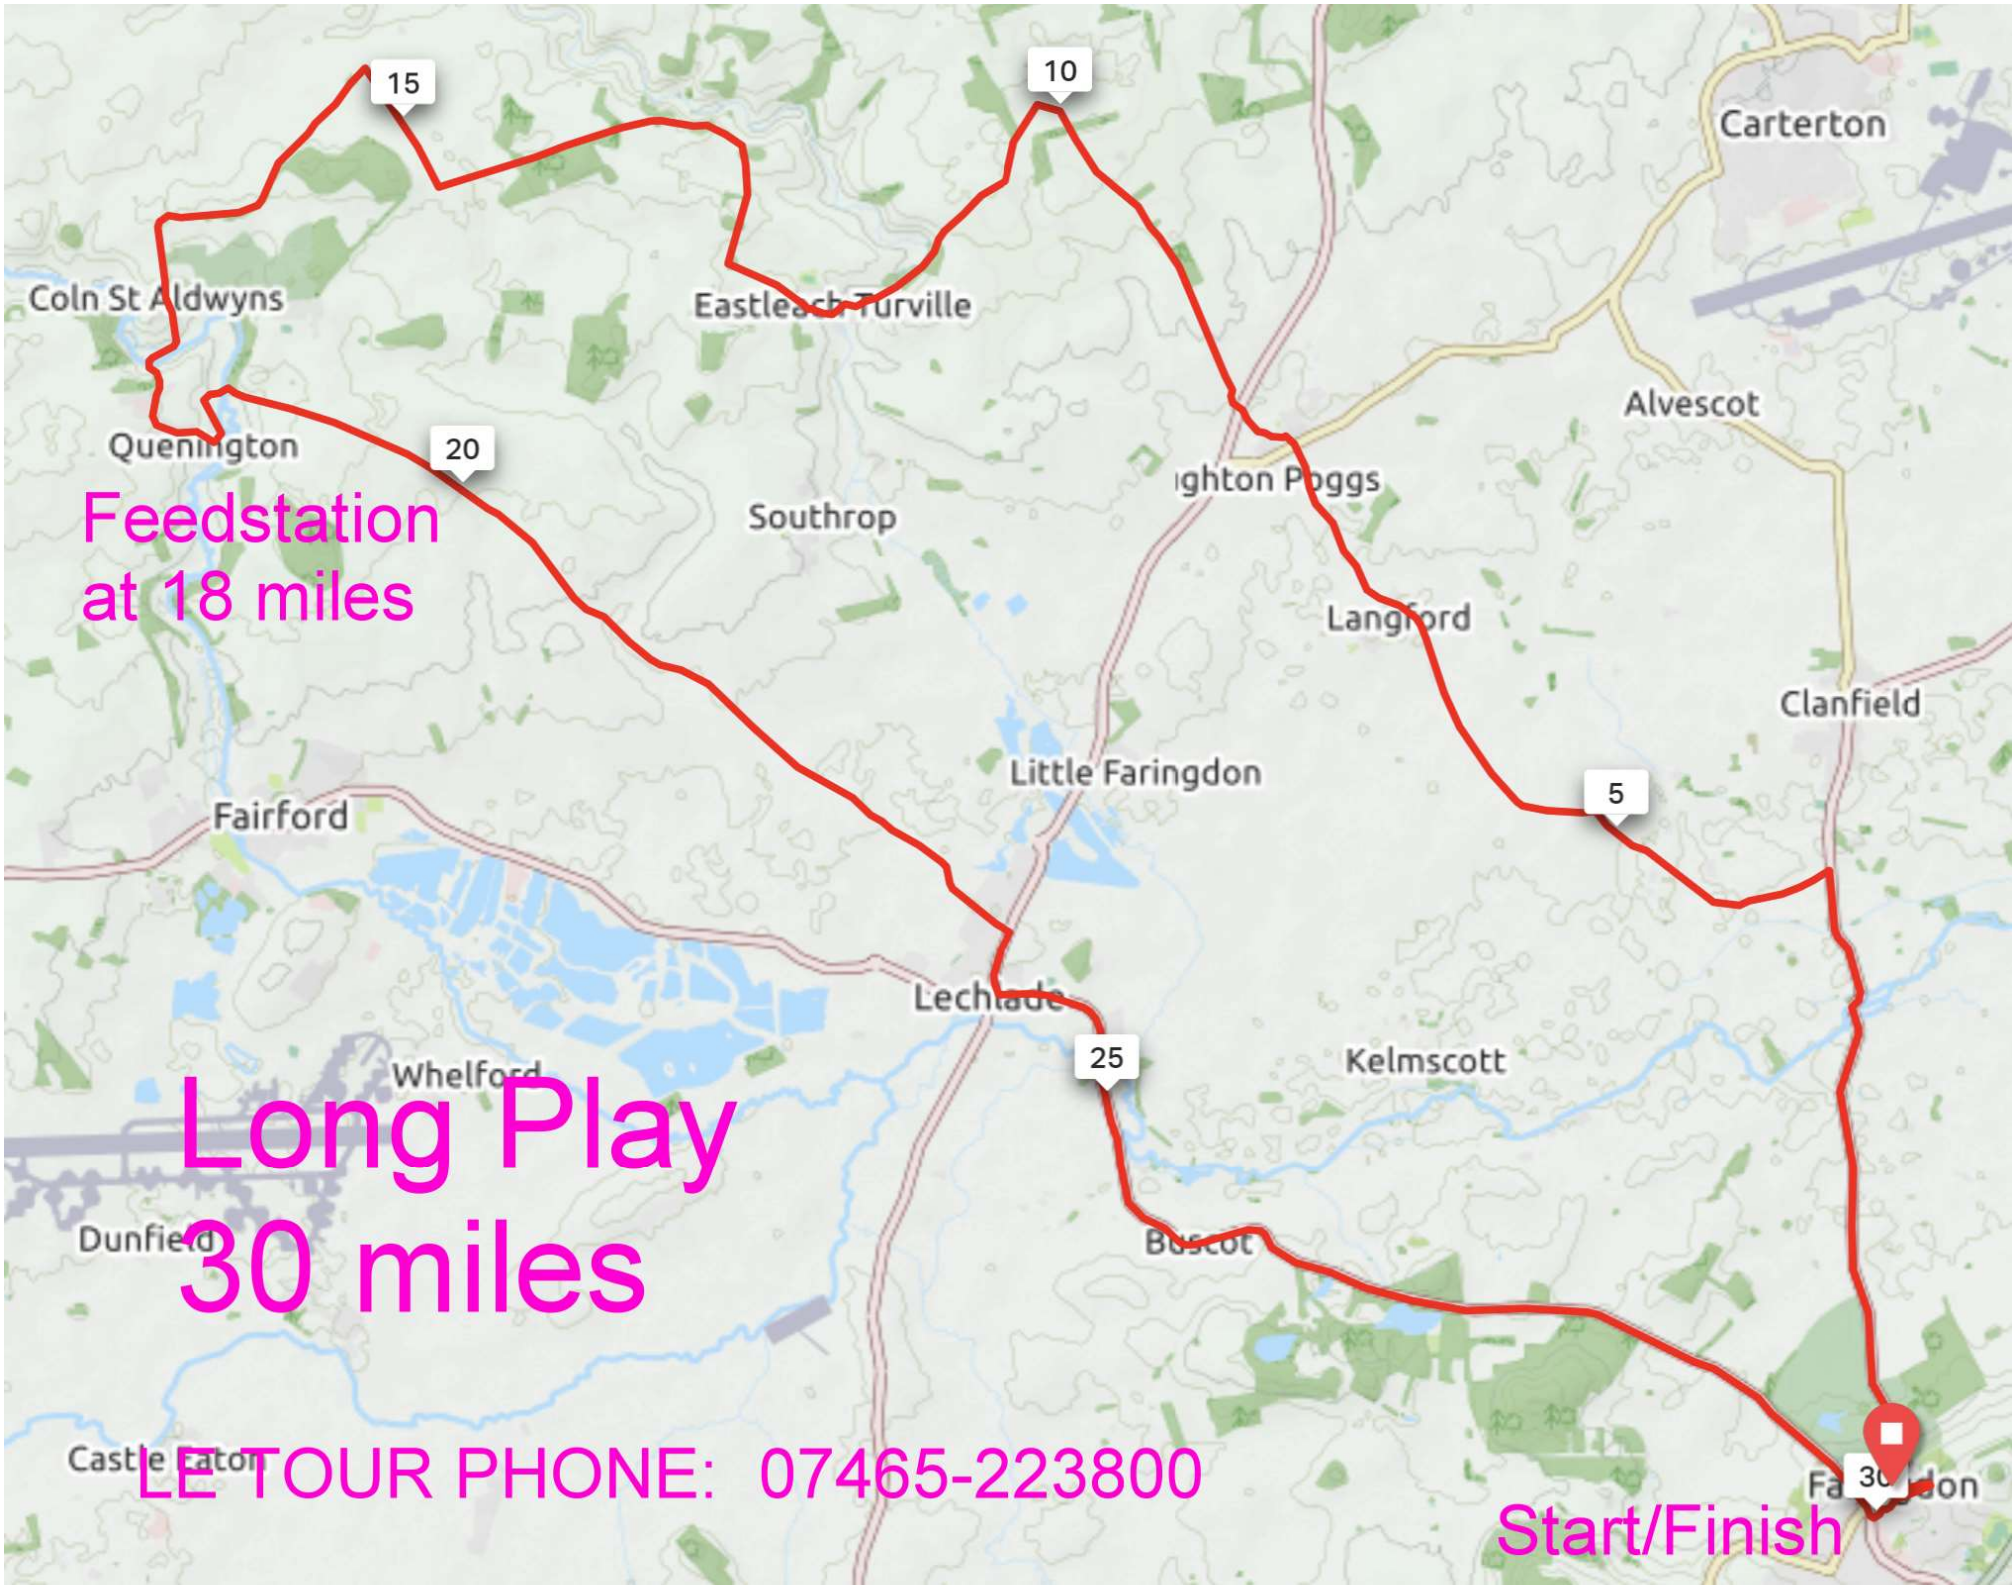 10
15
Carterton
Coln St Aldwyns
Eastleach Turville
Alvescot
Quenington
20
ighton Poggs
Feedstation
at 18 miles
Southrop
Langford
Clanfield
Little Faringdon
5
Fairford
Lechlade
25
Kelmscott
Whelford
Long Play
30 miles
Dunfield
Buscot
Castle Eaton
LE TOUR PHONE: 07465-223800
30
Start/Finish